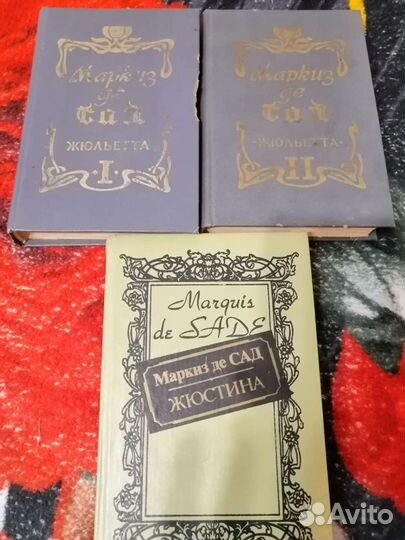 Маркиз
де
Сад
ЖЮЛЬЕТТА
·I·
Маркиз
де
Сад
·ЖЮЛЬЕТТА·
II
Marquis
de SADE
Маркиз де САД
ЖЮСТИНА
Avito